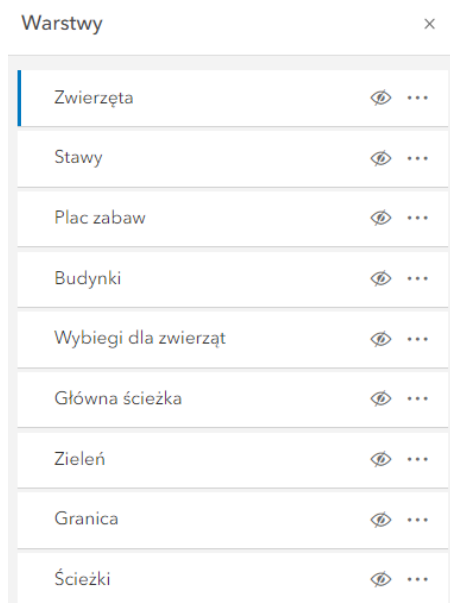 Warstwy
Zwierzęta
Stawy
Plac zabaw
Budynki
Wybiegi dla zwierząt
Główna ścieżka
Zieleń
Granica
Ścieżki